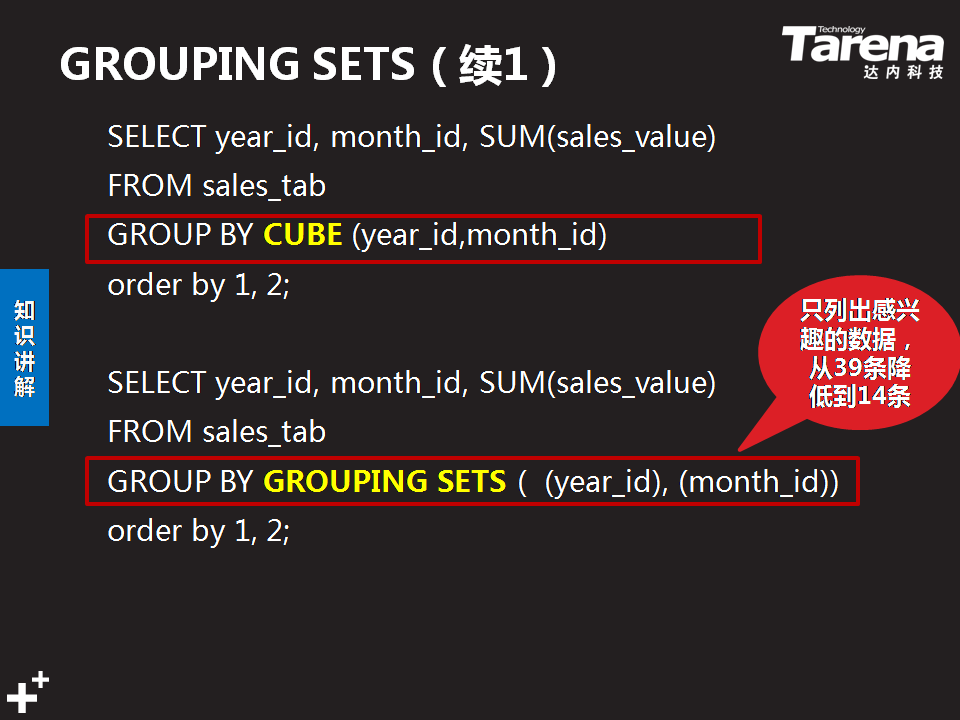 GROUPING SETS（续1）
Technology
Tarena
达内科技
SELECT year_id, month_id, SUM(sales_value)
FROM sales_tab
GROUP BY CUBE (year_id,month_id)
order by 1, 2;
知
识
讲
解
只列出感兴
趣的数据，
从39条降
低到14条
SELECT year_id, month_id, SUM(sales_value)
FROM sales_tab
GROUP BY GROUPING SETS（ (year_id), (month_id))
order by 1, 2;